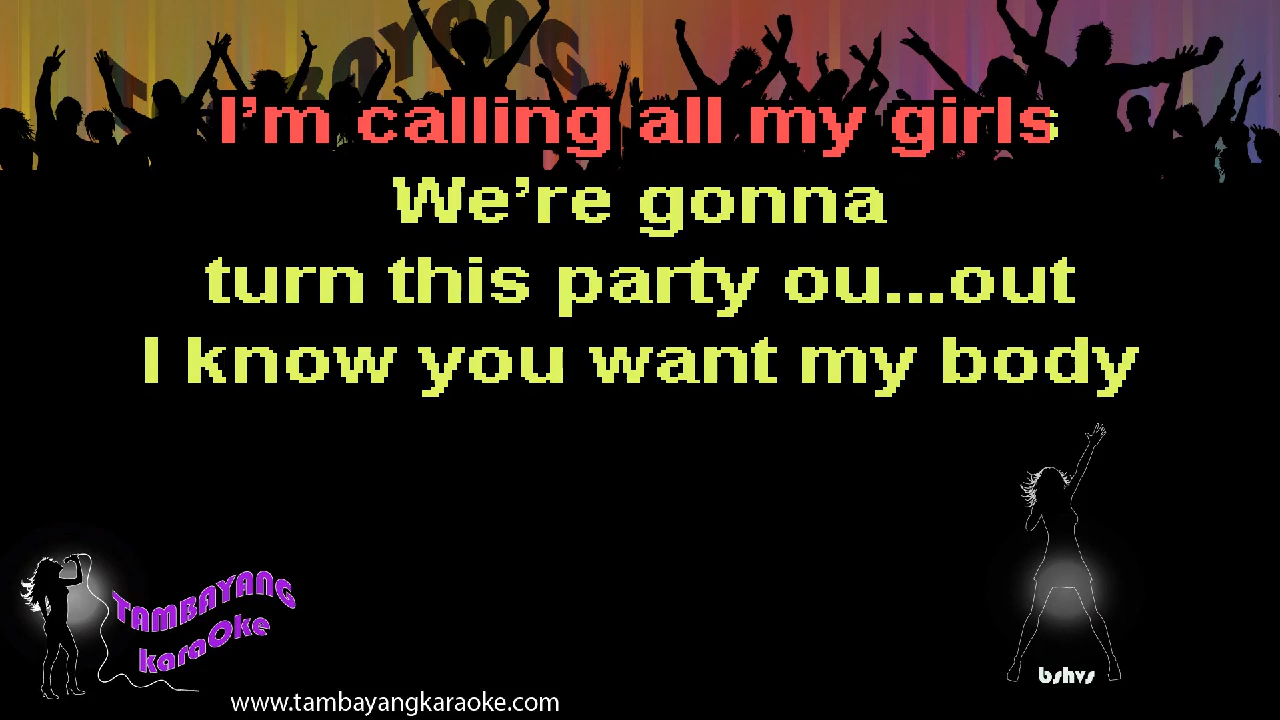 TAMBAYANG
I'm calling all my girls
We're gonna
turn this party ou...out
I know you want my body
TAMBAYANG
karaOke
bshvs
www.tambayangkaraoke.com